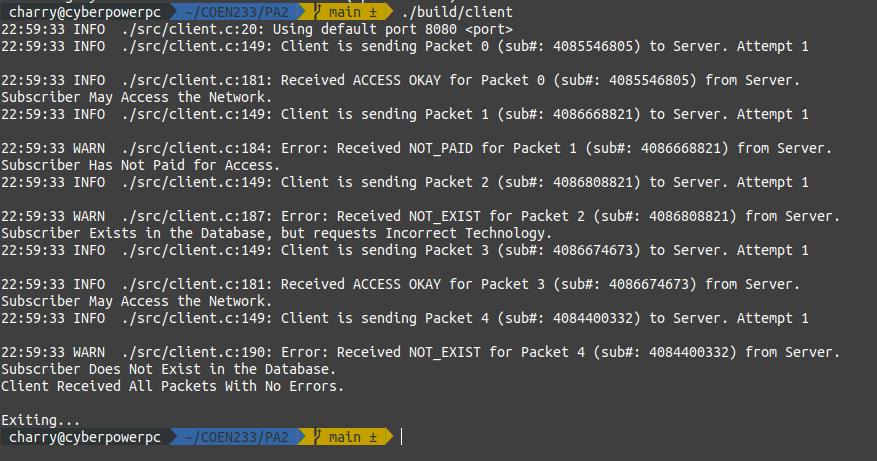 charry@cyberpowerpc ~/COEN233/PA2 main ± ./build/client
22:59:33 INFO ./src/client.c:20: Using default port 8080 <port>
22:59:33 INFO ./src/client.c:149: Client is sending Packet 0 (sub#: 4085546805) to Server. Attempt 1
22:59:33 INFO ./src/client.c:181: Received ACCESS OKAY for Packet 0 (sub#: 4085546805) from Server.
Subscriber May Access the Network.
22:59:33 INFO ./src/client.c:149: Client is sending Packet 1 (sub#: 4086668821) to Server. Attempt 1
22:59:33 WARN ./src/client.c:184: Error: Received NOT_PAID for Packet 1 (sub#: 4086668821) from Server.
Subscriber Has Not Paid for Access.
22:59:33 INFO ./src/client.c:149: Client is sending Packet 2 (sub#: 4086808821) to Server. Attempt 1
22:59:33 WARN ./src/client.c:187: Error: Received NOT_EXIST for Packet 2 (sub#: 4086808821) from Server.
Subscriber Exists in the Database, but requests Incorrect Technology.
22:59:33 INFO ./src/client.c:149: Client is sending Packet 3 (sub#: 4086674673) to Server. Attempt 1
22:59:33 INFO ./src/client.c:181: Received ACCESS OKAY for Packet 3 (sub#: 4086674673) from Server.
Subscriber May Access the Network.
22:59:33 INFO ./src/client.c:149: Client is sending Packet 4 (sub#: 4084400332) to Server. Attempt 1
22:59:33 WARN ./src/client.c:190: Error: Received NOT_EXIST for Packet 4 (sub#: 4084400332) from Server.
Subscriber Does Not Exist in the Database.
Client Received All Packets With No Errors.
Exiting...
charry@cyberpowerpc ~/COEN233/PA2 main ±